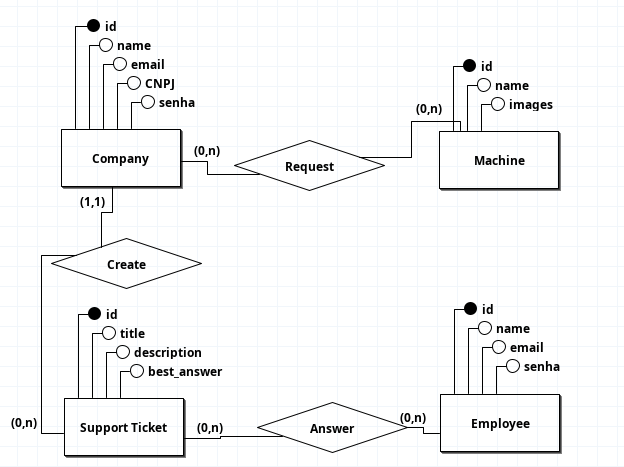 id
name
email
CNPJ
senha
Company
(0,n)
Request
(0,n)
id
name
images
Machine
(1,1)
Create
(0,n)
id
title
description
best_answer
Support Ticket
(0,n)
Answer
(0,n)
id
name
email
senha
Employee